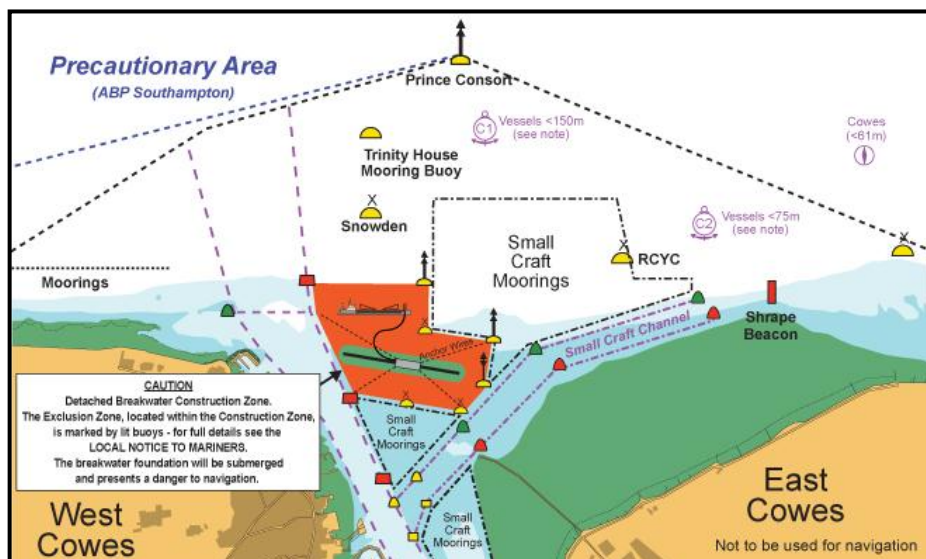 Precautionary Area
(ABP Southampton)
Prince Consort
C1
Vessels <150m
(see note)
Cowes
(<61m)
Trinity House
Mooring Buoy
Snowden
C2
Vessels <75m
(see note)
Small
Craft
Moorings
RCYC
Moorings
Shrape
Beacon
Small Craft Channel
Anchor Wires
CAUTION
Detached Breakwater Construction Zone.
The Exclusion Zone, located within the Construction Zone,
is marked by lit buoys - for full details see the
LOCAL NOTICE TO MARINERS.
The breakwater foundation will be submerged
and presents a danger to navigation.
Small
Craft
Moorings
Small
Craft
Moorings
West
Cowes
East
Cowes
Not to be used for navigation